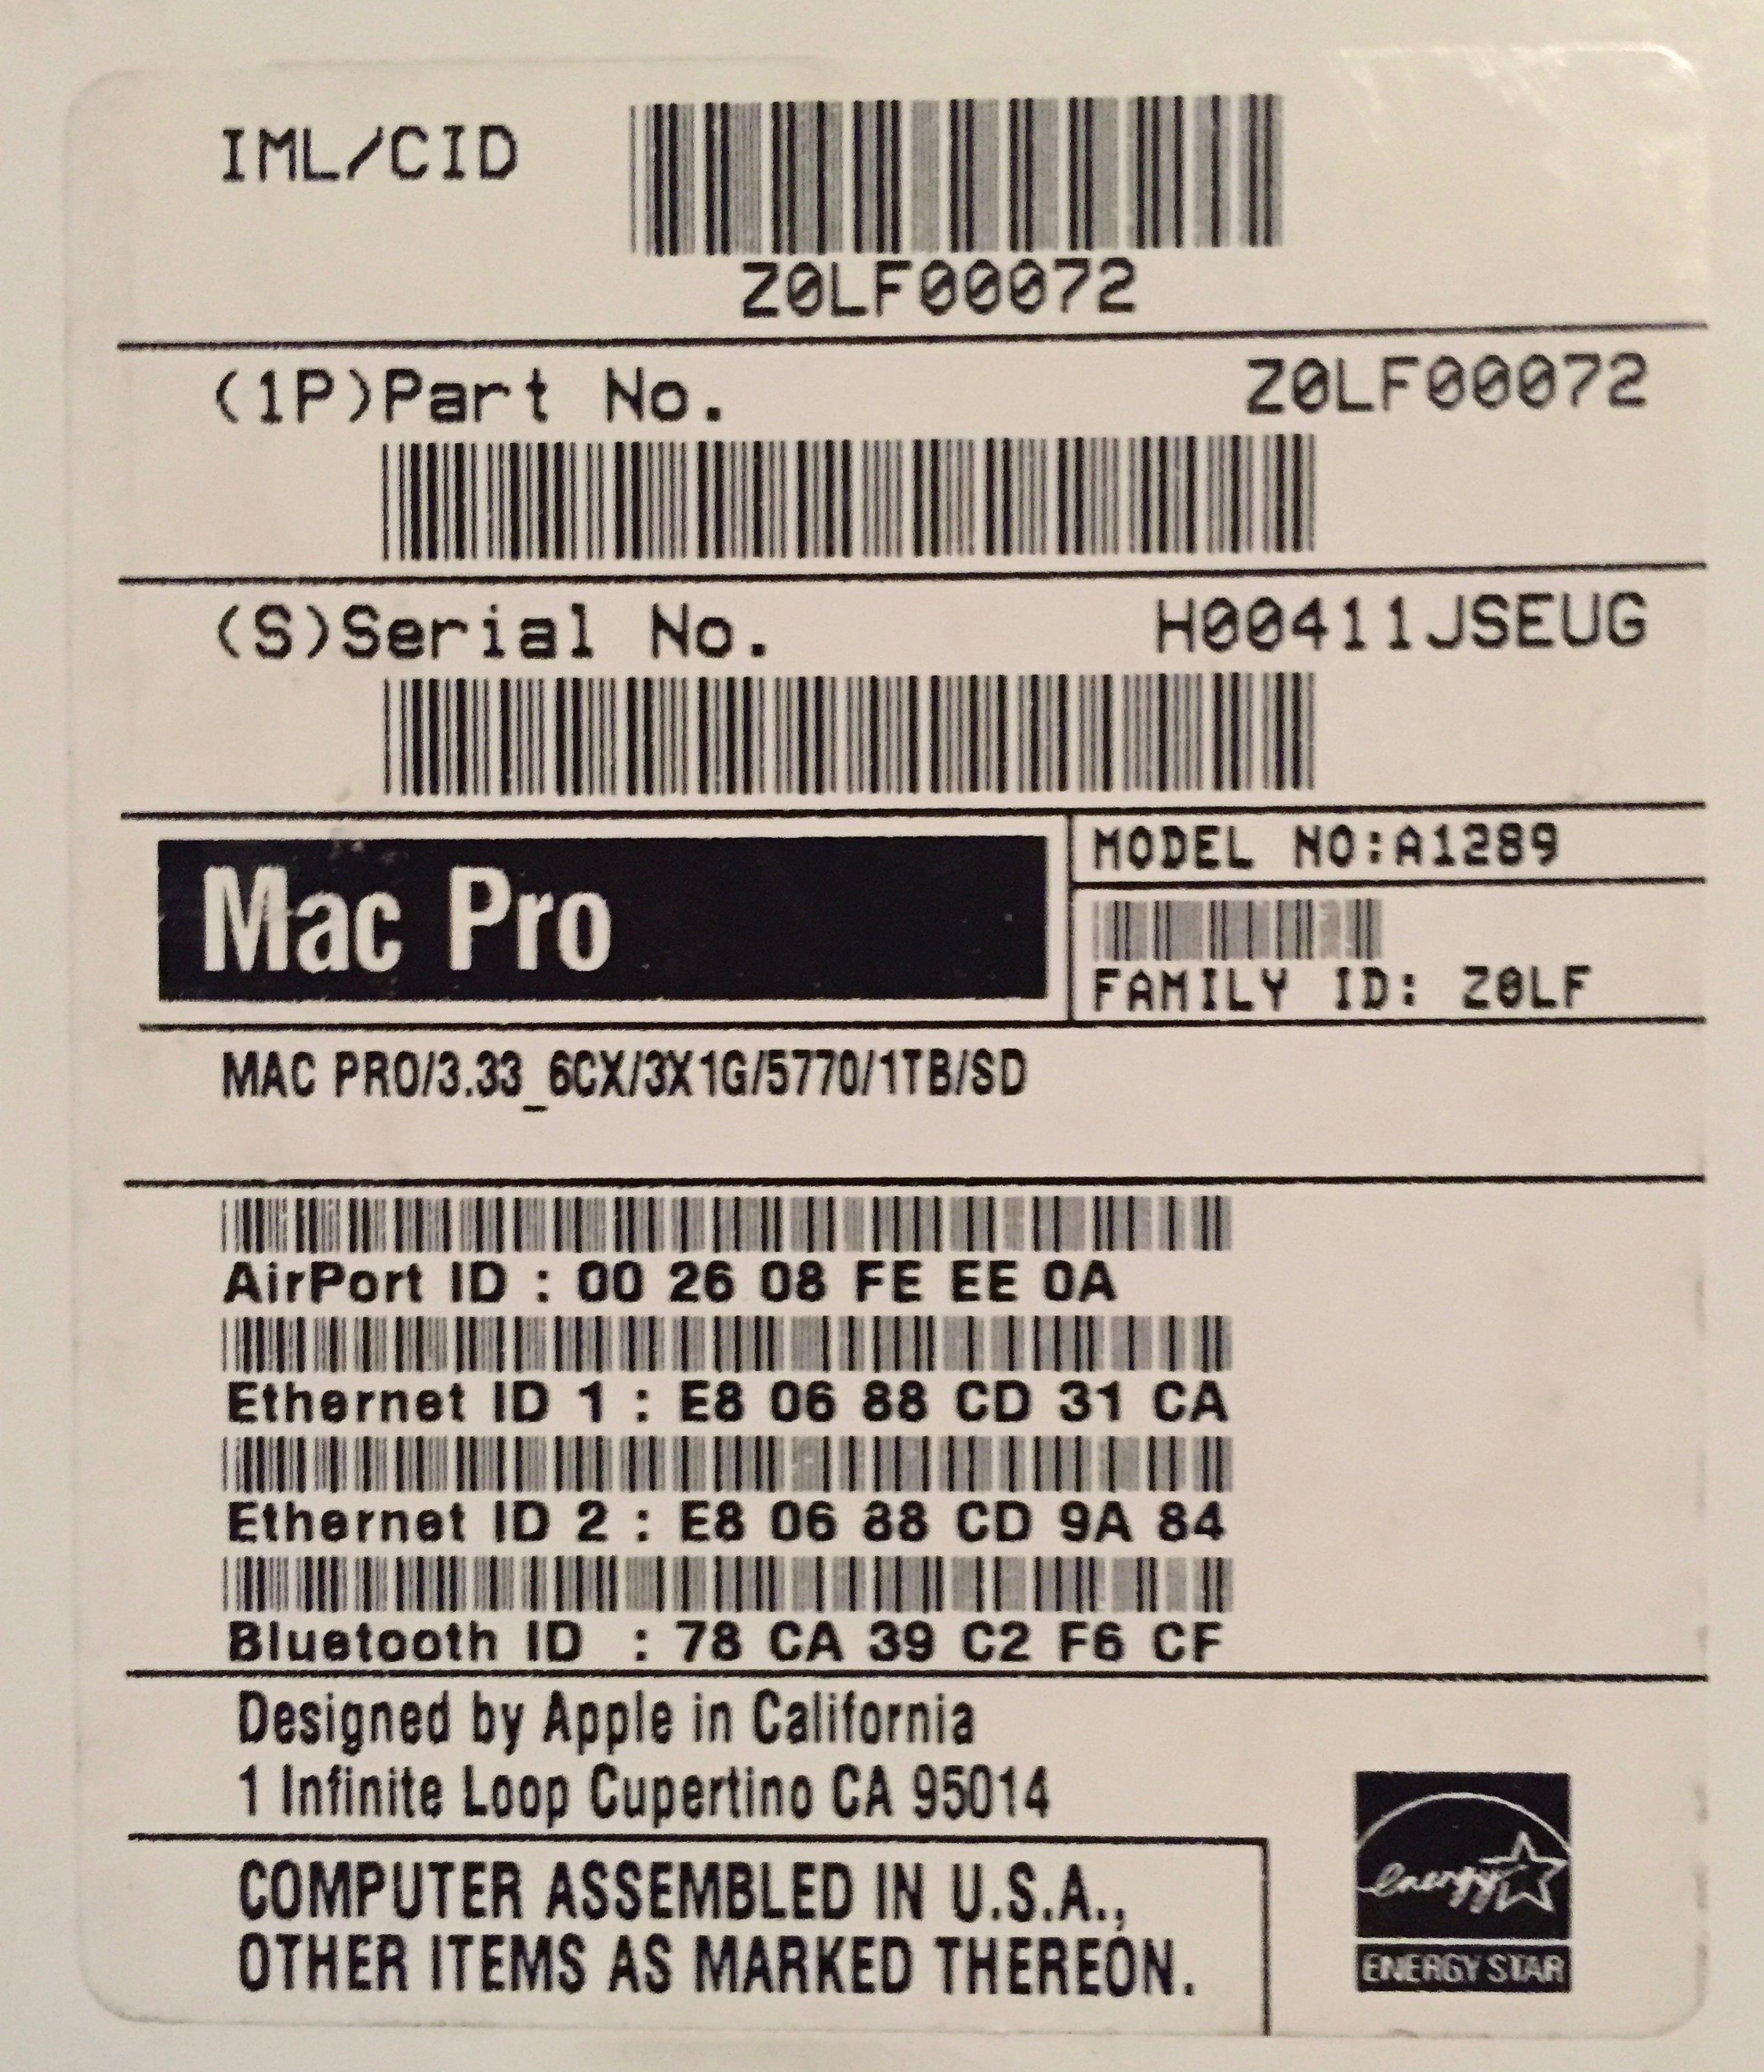 IML/CID
Z0LF00072
(1P)Part No. Z0LF00072
(S)Serial No. H00411JSEUG
Mac Pro
MODEL NO:A1289
FAMILY ID: Z0LF
MAC PRO/3.33_6CX/3X1G/5770/1TB/SD
AirPort ID : 00 26 08 FE EE 0A
Ethernet ID 1 : E8 06 88 CD 31 CA
Ethernet ID 2 : E8 06 88 CD 9A 84
Bluetooth ID : 78 CA 39 C2 F6 CF
Designed by Apple in California
1 Infinite Loop Cupertino CA 95014
COMPUTER ASSEMBLED IN U.S.A.,
OTHER ITEMS AS MARKED THEREON.
energy
ENERGY STAR